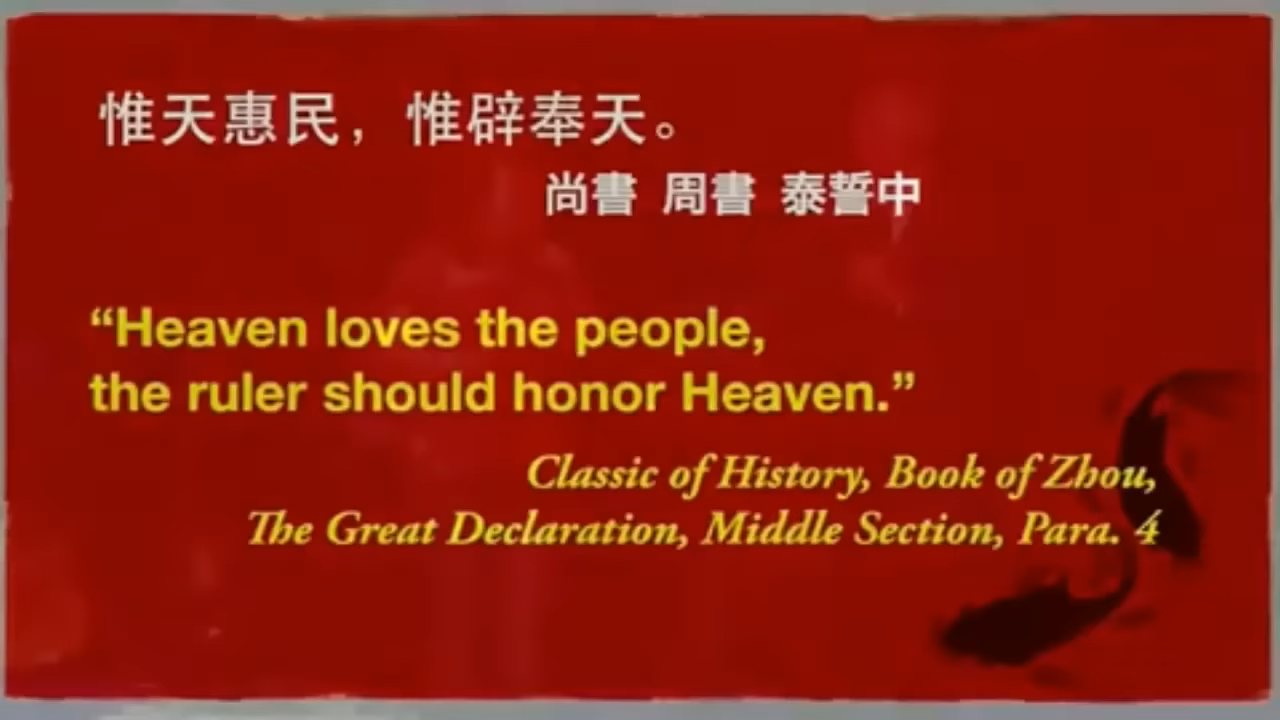 惟天惠民，惟辟奉天。
尚書 周書 泰誓中
“Heaven loves the people,
the ruler should honor Heaven.”
Classic of History, Book of Zhou,
The Great Declaration, Middle Section, Para. 4